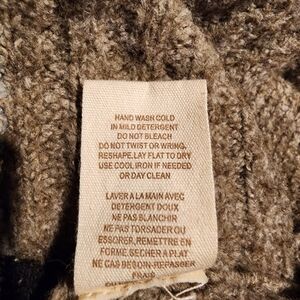 HAND WASH COLD
IN MILD DETERGENT
DO NOT BLEACH
DO NOT TWIST OR WRING.
RESHAPE.LAY FLAT TO DRY
USE COOL IRON IF NEEDED
OR DAY CLEAN
LAVER A LA MAIN AVEC
DETERGENT DOUX
NE PAS BLANCHIR
NE PAS TORSADER OU
ESSORER, REMETTRE EN
FORME. SECHER A PLAT
NE CAS BESOIN-REPASSER